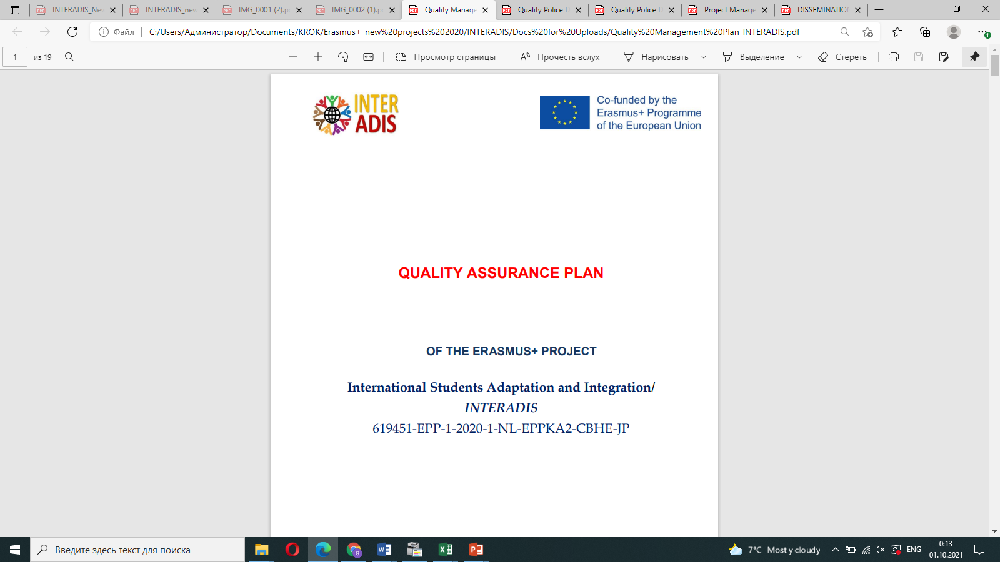 INTERADIS_New
INTERADIS_new
IMG_0001 (2).p
IMG_0002 (1).p
Quality Manage
Quality Police D
Quality Police D
Project Manage
DISSEMINATIO
Файл
C:/Users/Администратор/Documents/KROK/Erasmus+_new%20projects%202020/INTERADIS/Docs%20for%20Uploads/Quality%20Management%20Plan_INTERADIS.pdf
1
из 19
Просмотр страницы
Прочесть вслух
Нарисовать
Выделение
Стереть
INTER
ADIS
Co-funded by the
Erasmus+ Programme
of the European Union
QUALITY ASSURANCE PLAN
OF THE ERASMUS+ PROJECT
International Students Adaptation and Integration/
INTERADIS
619451-EPP-1-2020-1-NL-EPPKA2-CBHE-JP
Введите здесь текст для поиска
7°C Mostly cloudy
ENG
0:13
01.10.2021